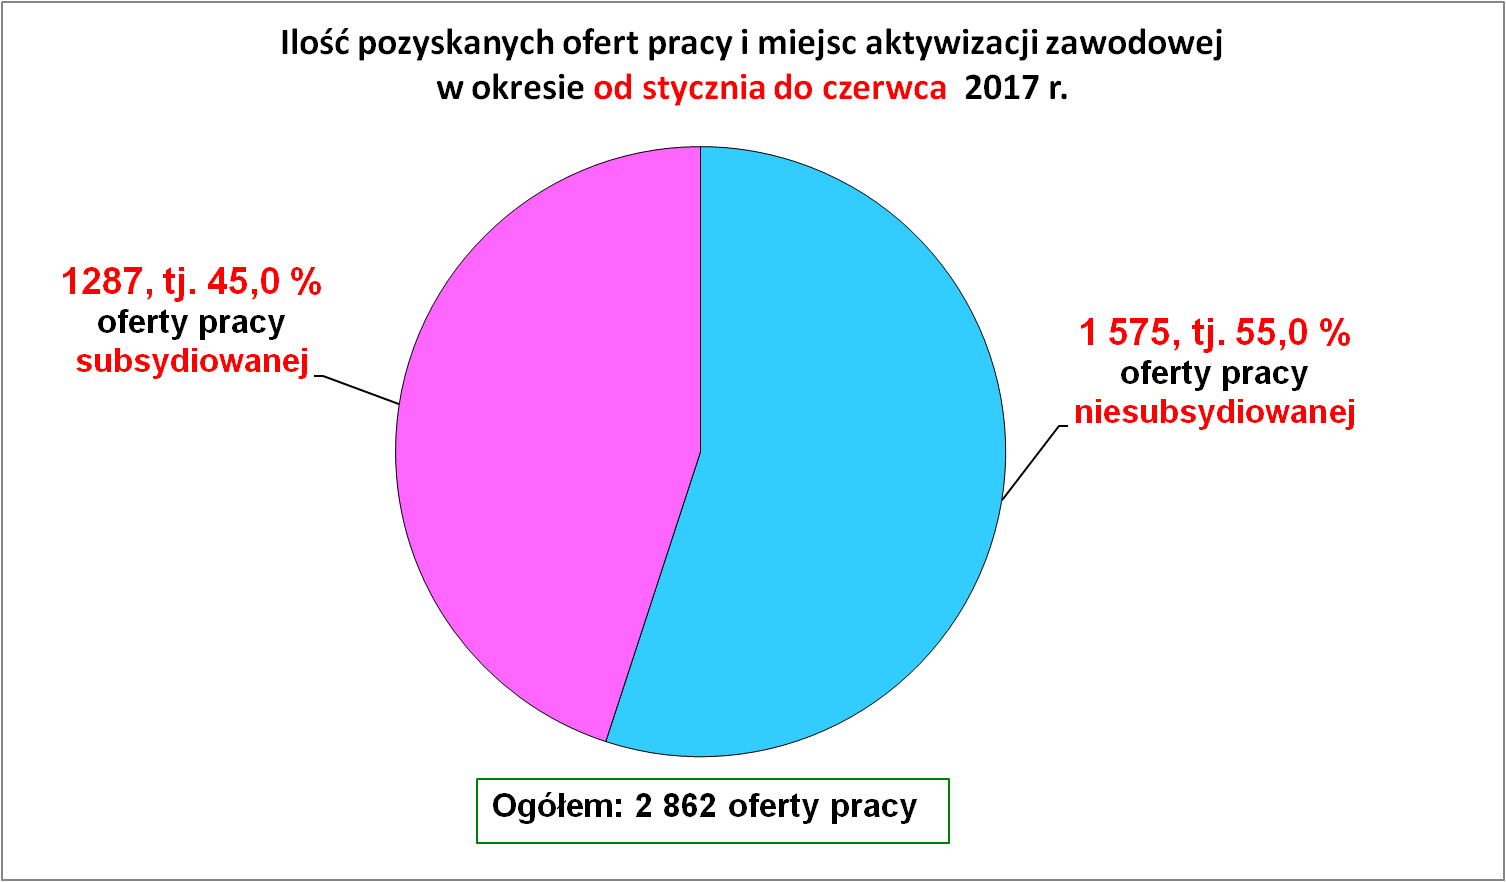 Ilość pozyskanych ofert pracy i miejsc aktywizacji zawodowej
w okresie od stycznia do czerwca 2017 r.
1287, tj. 45,0 %
oferty pracy
subsydiowanej
1 575, tj. 55,0 %
oferty pracy
niesubsydiowanej
Ogółem: 2 862 oferty pracy